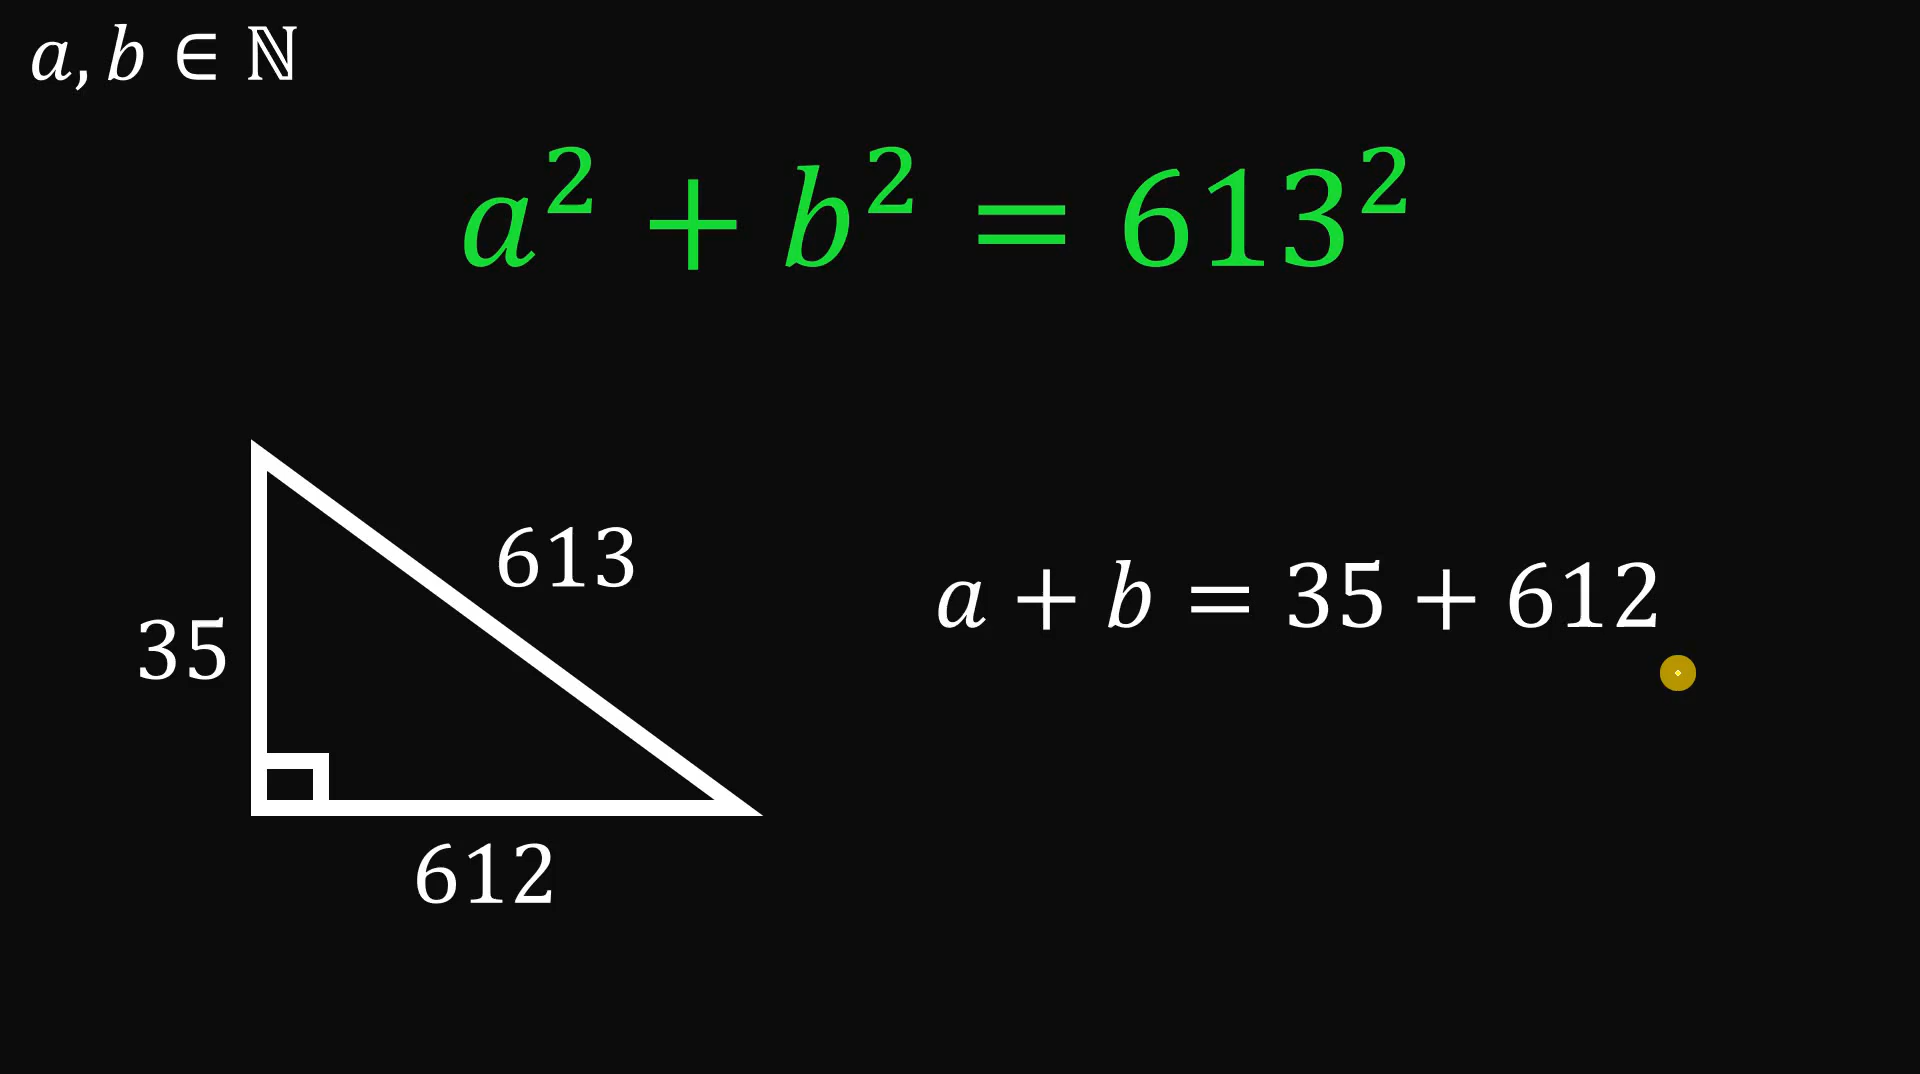 a, b ∈ ℕ
a² + b² = 613²
613
35
a + b = 35 + 612
612